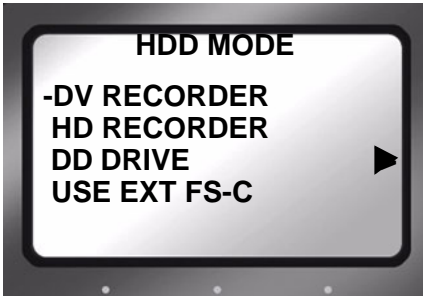 HDD MODE
-DV RECORDER
HD RECORDER
DD DRIVE
USE EXT FS-C